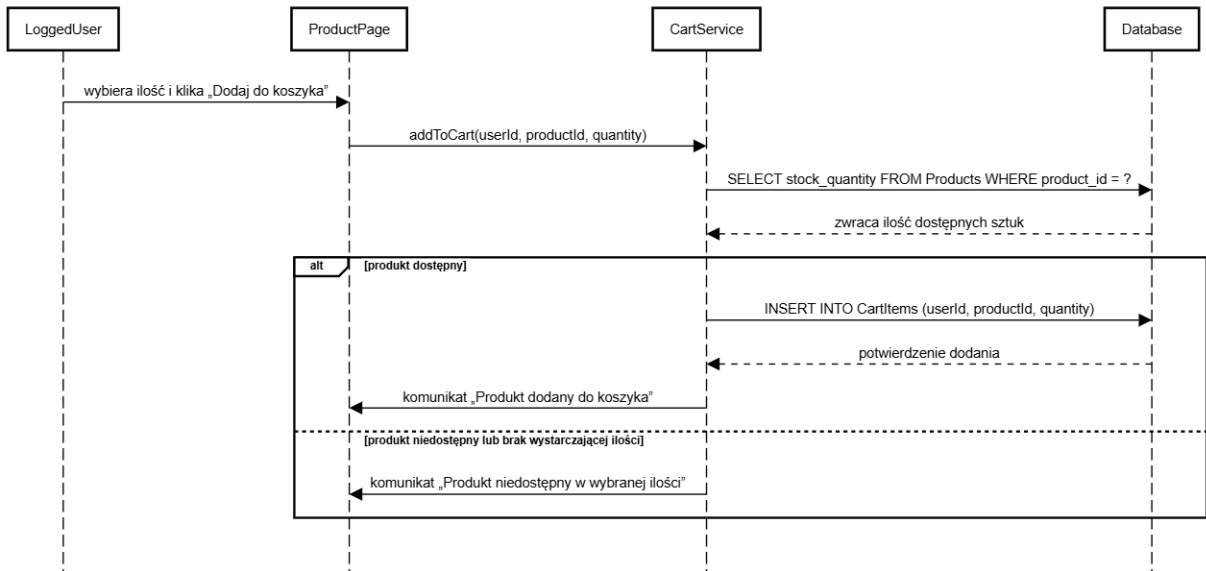 LoggedUser
ProductPage
CartService
Database
wybiera ilość i klika „Dodaj do koszyka”
addToCart(userId, productId, quantity)
SELECT stock_quantity FROM Products WHERE product_id = ?
zwraca ilość dostępnych sztuk
alt
[produkt dostępny]
INSERT INTO CartItems (userId, productId, quantity)
potwierdzenie dodania
komunikat „Produkt dodany do koszyka”
[produkt niedostępny lub brak wystarczającej ilości]
komunikat „Produkt niedostępny w wybranej ilości”